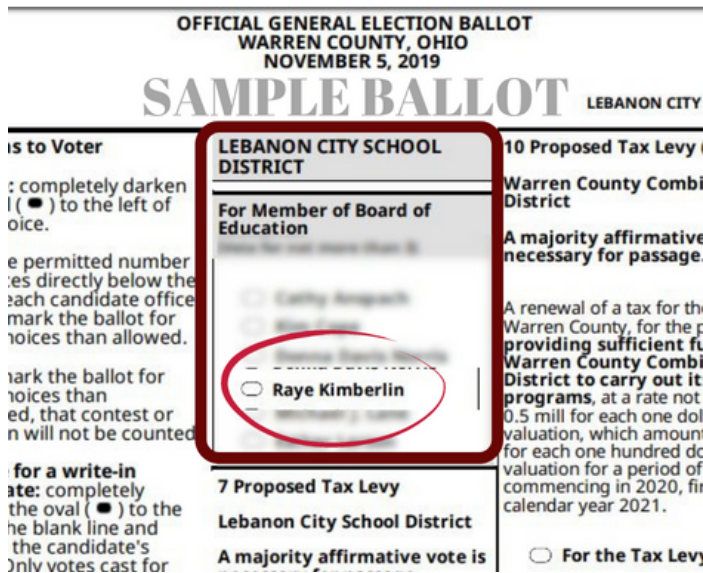 OFFICIAL GENERAL ELECTION BALLOT
WARREN COUNTY, OHIO
NOVEMBER 5, 2019
SAMPLE BALLOT
LEBANON CITY
s to Voter
: completely darken
( ) to the left of
oice.
e permitted number
ces directly below the
each candidate office
mark the ballot for
hoices than allowed.
mark the ballot for
hoices than
ed, that contest or
n will not be counted
for a write-in
ate: completely
the oval ( ) to the
he blank line and
the candidate's
Only votes cast for
LEBANON CITY SCHOOL
DISTRICT
For Member of Board of
Education
Raye Kimberlin
7 Proposed Tax Levy
Lebanon City School District
A majority affirmative vote is
necessary for passage
10 Proposed Tax Levy (
Warren County Combi
District
A majority affirmative
necessary for passage.
A renewal of a tax for the
Warren County, for the p
providing sufficient fu
Warren County Combi
District to carry out it
programs, at a rate not
0.5 mill for each one dol
valuation, which amount
for each one hundred do
valuation for a period of
commencing in 2020, fir
calendar year 2021.
For the Tax Levy